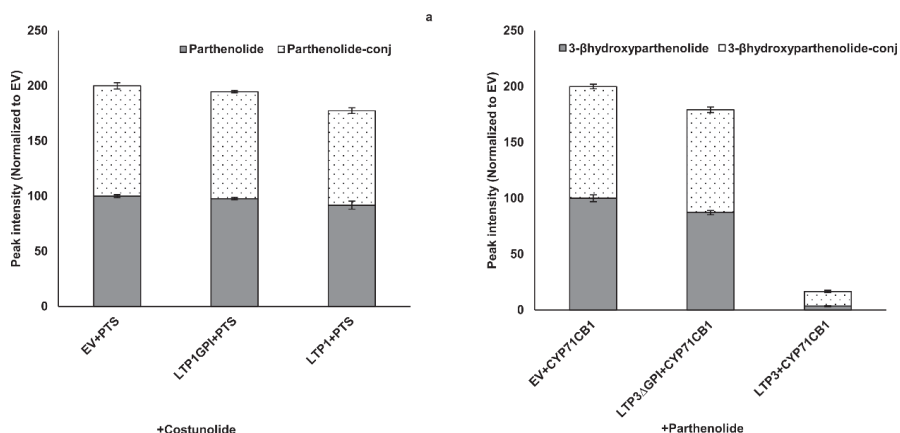 a
250
200
150
100
50
0
Peak intensity (Normalized to EV)
Parthenolide
Parthenolide-conj
EV+PTS
LTP1GPI+PTS
LTP1+PTS
+Costunolide
250
200
150
100
50
0
Peak intensity (Normalized to EV)
3-βhydroxyparthenolide
3-βhydroxyparthenolide-conj
EV+CYP71CB1
LTP3△GPI+CYP71CB1
LTP3+CYP71CB1
+Parthenolide